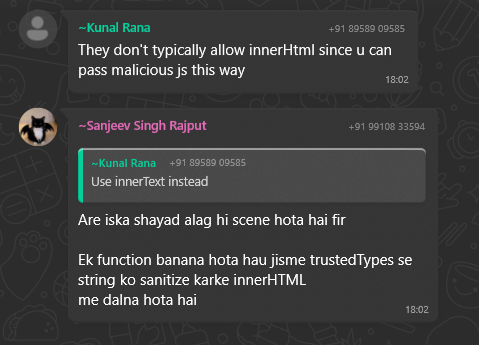 ~Kunal Rana +91 89589 09585
They don't typically allow innerHtml since u can
pass malicious js this way
18:02
~Sanjeev Singh Rajput +91 99108 33594
~Kunal Rana +91 89589 09585
Use innerText instead
Are iska shayad alag hi scene hota hai fir
Ek function banana hota hau jisme trustedTypes se
string ko sanitize karke innerHTML
me dalna hota hai
18:02